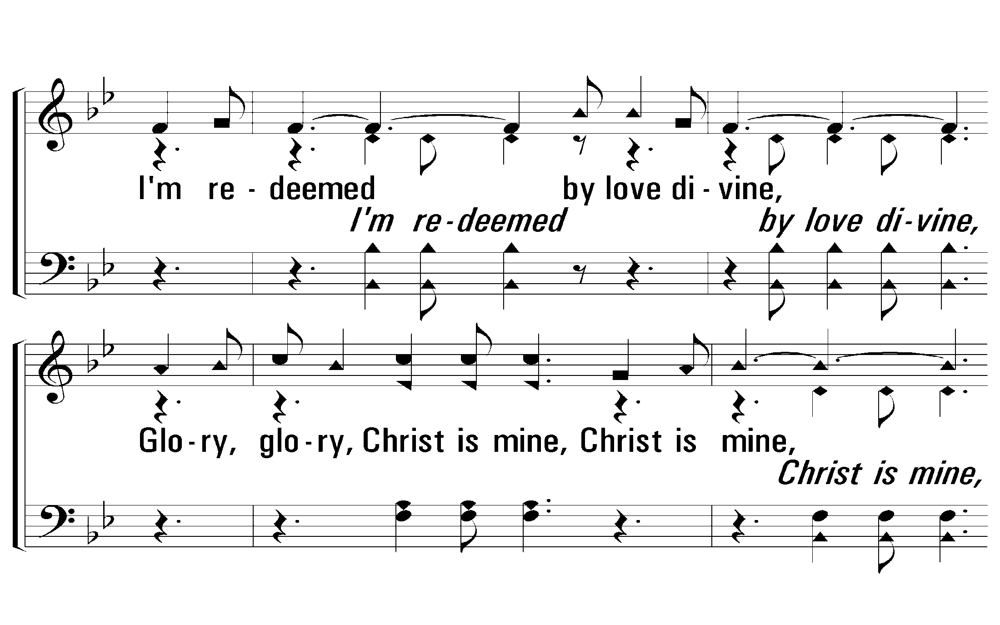 I'm re - deemed by love di - vine,
I'm re - deemed by love di - vine,
Glo - ry, glo - ry, Christ is mine, Christ is mine,
Christ is mine,